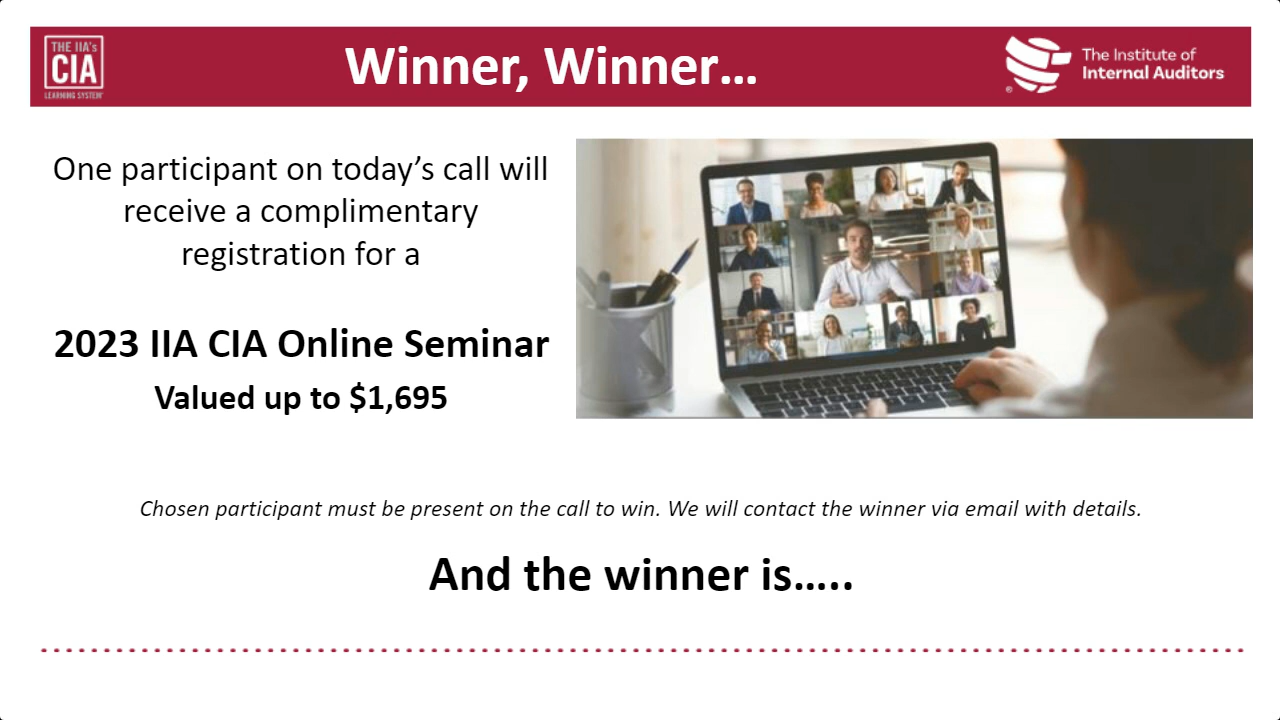 THE IIA's
CIA
LEARNING SYSTEM®
Winner, Winner…
The Institute of
Internal Auditors
®
One participant on today’s call will
receive a complimentary
registration for a
2023 IIA CIA Online Seminar
Valued up to $1,695
Chosen participant must be present on the call to win. We will contact the winner via email with details.
And the winner is…..